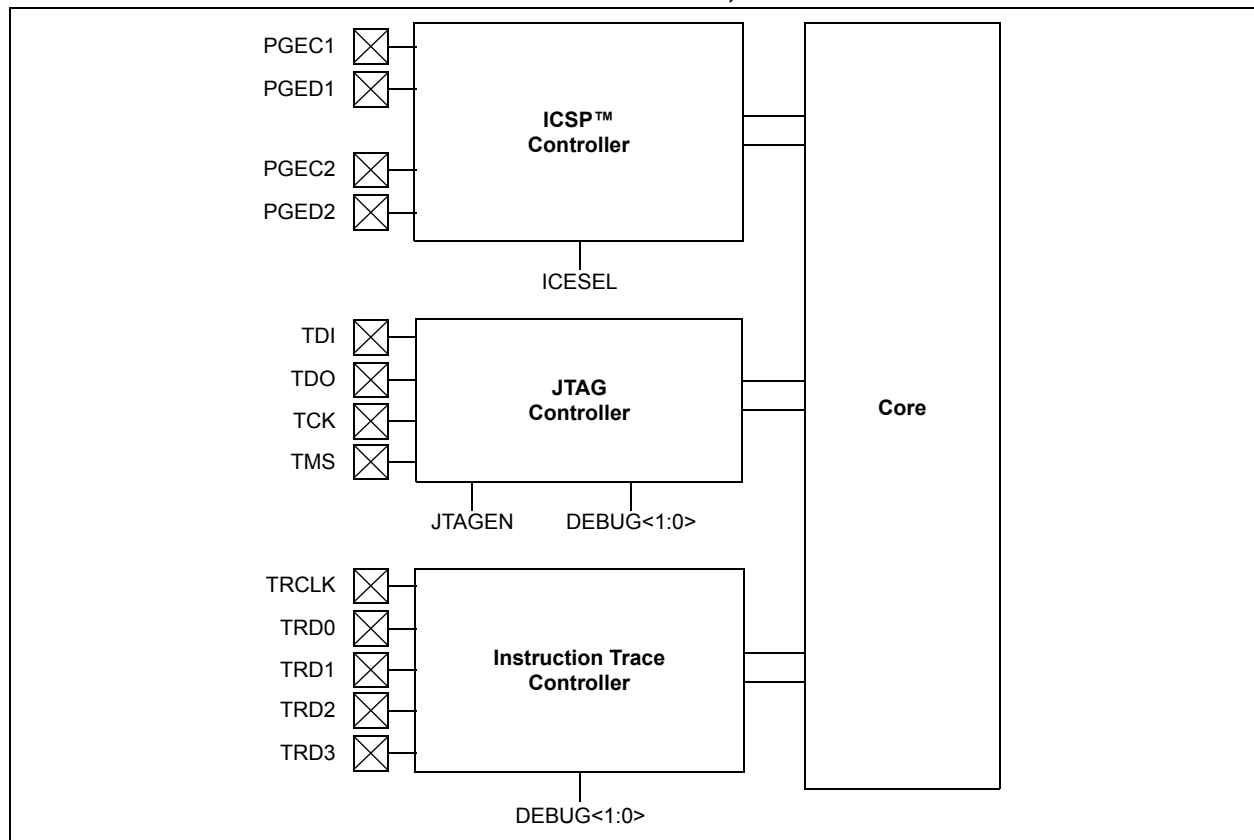 PGEC1
PGED1
ICSP™
Controller
PGEC2
PGED2
ICESEL
TDI
TDO
TCK
TMS
JTAG
Controller
Core
JTAGEN
DEBUG<1:0>
TRCLK
TRD0
TRD1
TRD2
TRD3
Instruction Trace
Controller
DEBUG<1:0>